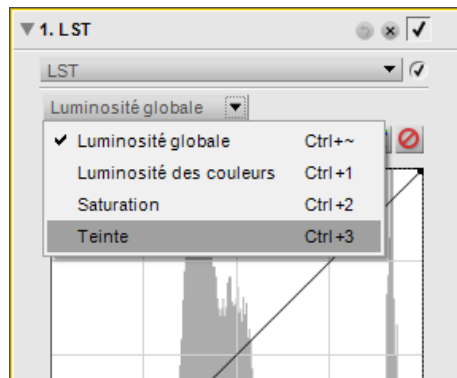 1. LST
LST
Luminosité globale
Luminosité globale Ctrl+~
Luminosité des couleurs Ctrl+1
Saturation Ctrl+2
Teinte Ctrl+3